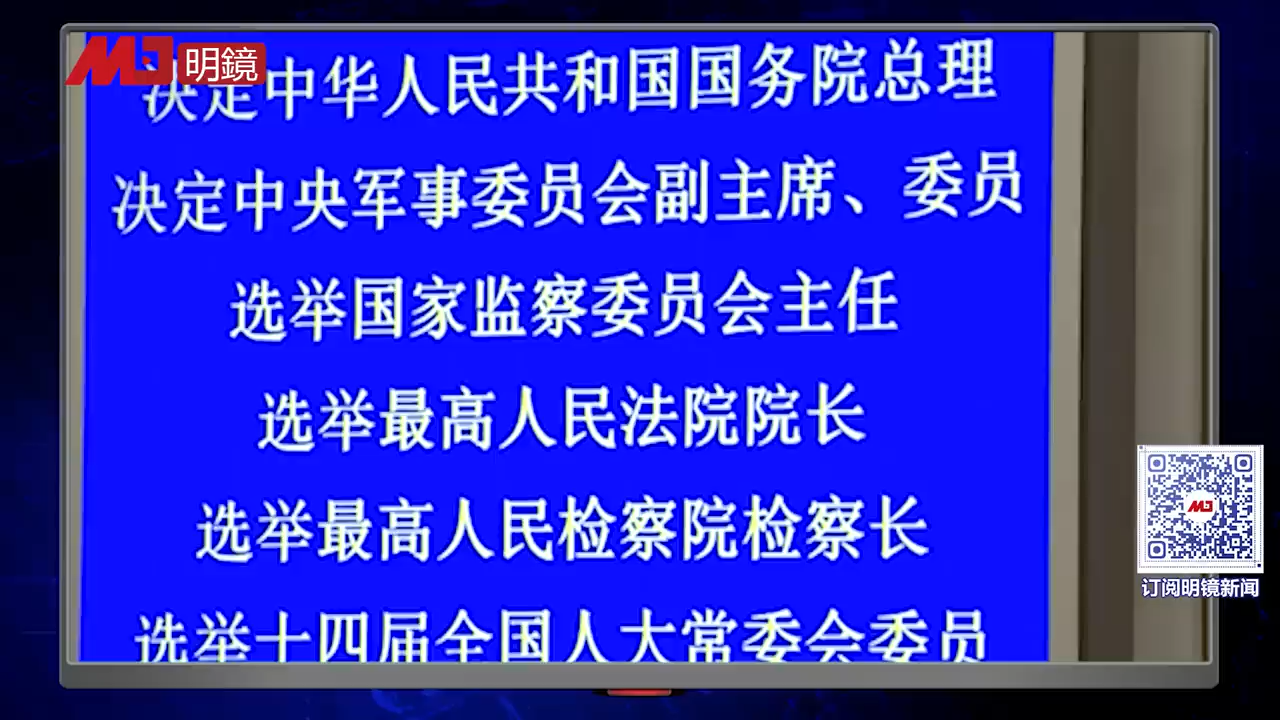 明鏡
决定中华人民共和国国务院总理
决定中央军事委员会副主席、委员
选举国家监察委员会主任
选举最高人民法院院长
选举最高人民检察院检察长
选举十四届全国人大常委会委员
订阅明镜新闻